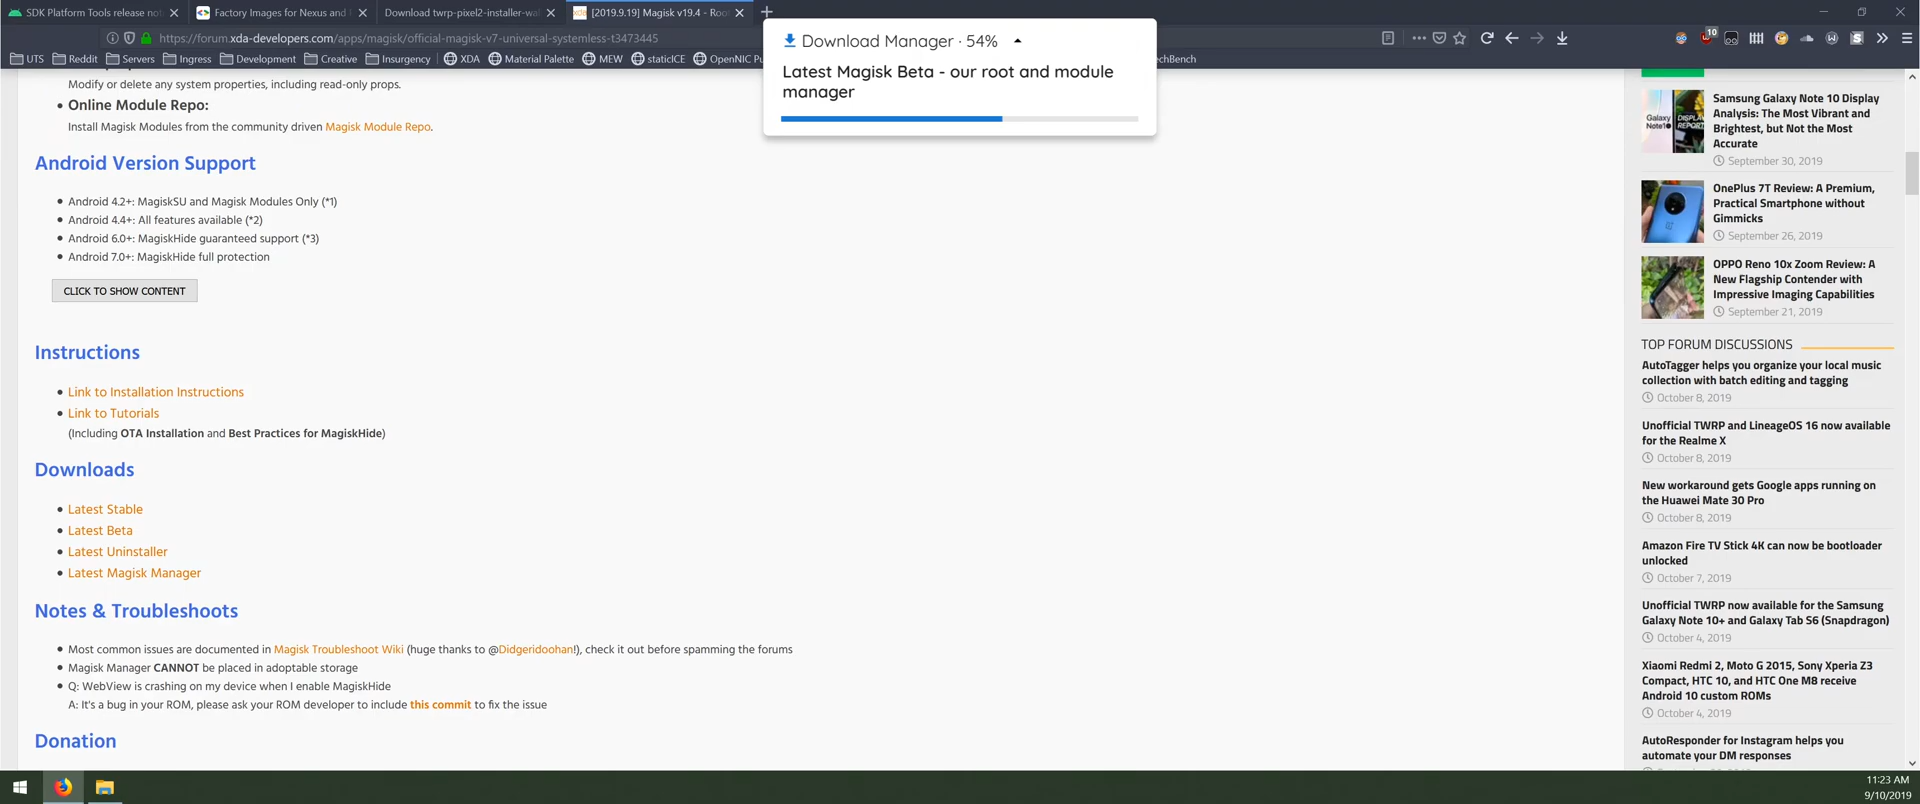 SDK Platform Tools release not
Factory Images for Nexus and P
Download twrp-pixel2-installer-wal
[2019.9.19] Magisk v19.4 - Roo
https://forum.xda-developers.com/apps/magisk/official-magisk-v7-universal-systemless-t3473445
10
UTS
Reddit
Servers
Ingress
Development
Creative
Insurgency
XDA
Material Palette
MEW
staticICE
OpenNIC Pu
techBench
Download Manager · 54%
Latest Magisk Beta - our root and module
manager
Modify or delete any system properties, including read-only props.
Online Module Repo:
Install Magisk Modules from the community driven Magisk Module Repo.
Android Version Support
Android 4.2+: MagiskSU and Magisk Modules Only (*1)
Android 4.4+: All features available (*2)
Android 6.0+: MagiskHide guaranteed support (*3)
Android 7.0+: MagiskHide full protection
CLICK TO SHOW CONTENT
Instructions
Link to Installation Instructions
Link to Tutorials
(Including OTA Installation and Best Practices for MagiskHide)
Downloads
Latest Stable
Latest Beta
Latest Uninstaller
Latest Magisk Manager
Notes & Troubleshoots
Most common issues are documented in Magisk Troubleshoot Wiki (huge thanks to @Didgeridoohan!), check it out before spamming the forums
Magisk Manager CANNOT be placed in adoptable storage
Q: WebView is crashing on my device when I enable MagiskHide
A: It's a bug in your ROM, please ask your ROM developer to include this commit to fix the issue
Donation
Samsung Galaxy Note 10 Display
Analysis: The Most Vibrant and
Brightest, but Not the Most
Accurate
September 30, 2019
OnePlus 7T Review: A Premium,
Practical Smartphone without
Gimmicks
September 26, 2019
OPPO Reno 10x Zoom Review: A
New Flagship Contender with
Impressive Imaging Capabilities
September 21, 2019
TOP FORUM DISCUSSIONS
AutoTagger helps you organize your local music
collection with batch editing and tagging
October 8, 2019
Unofficial TWRP and LineageOS 16 now available
for the Realme X
October 8, 2019
New workaround gets Google apps running on
the Huawei Mate 30 Pro
October 8, 2019
Amazon Fire TV Stick 4K can now be bootloader
unlocked
October 7, 2019
Unofficial TWRP now available for the Samsung
Galaxy Note 10+ and Galaxy Tab S6 (Snapdragon)
October 4, 2019
Xiaomi Redmi 2, Moto G 2015, Sony Xperia Z3
Compact, HTC 10, and HTC One M8 receive
Android 10 custom ROMs
October 4, 2019
AutoResponder for Instagram helps you
automate your DM responses
11:23 AM
9/10/2019